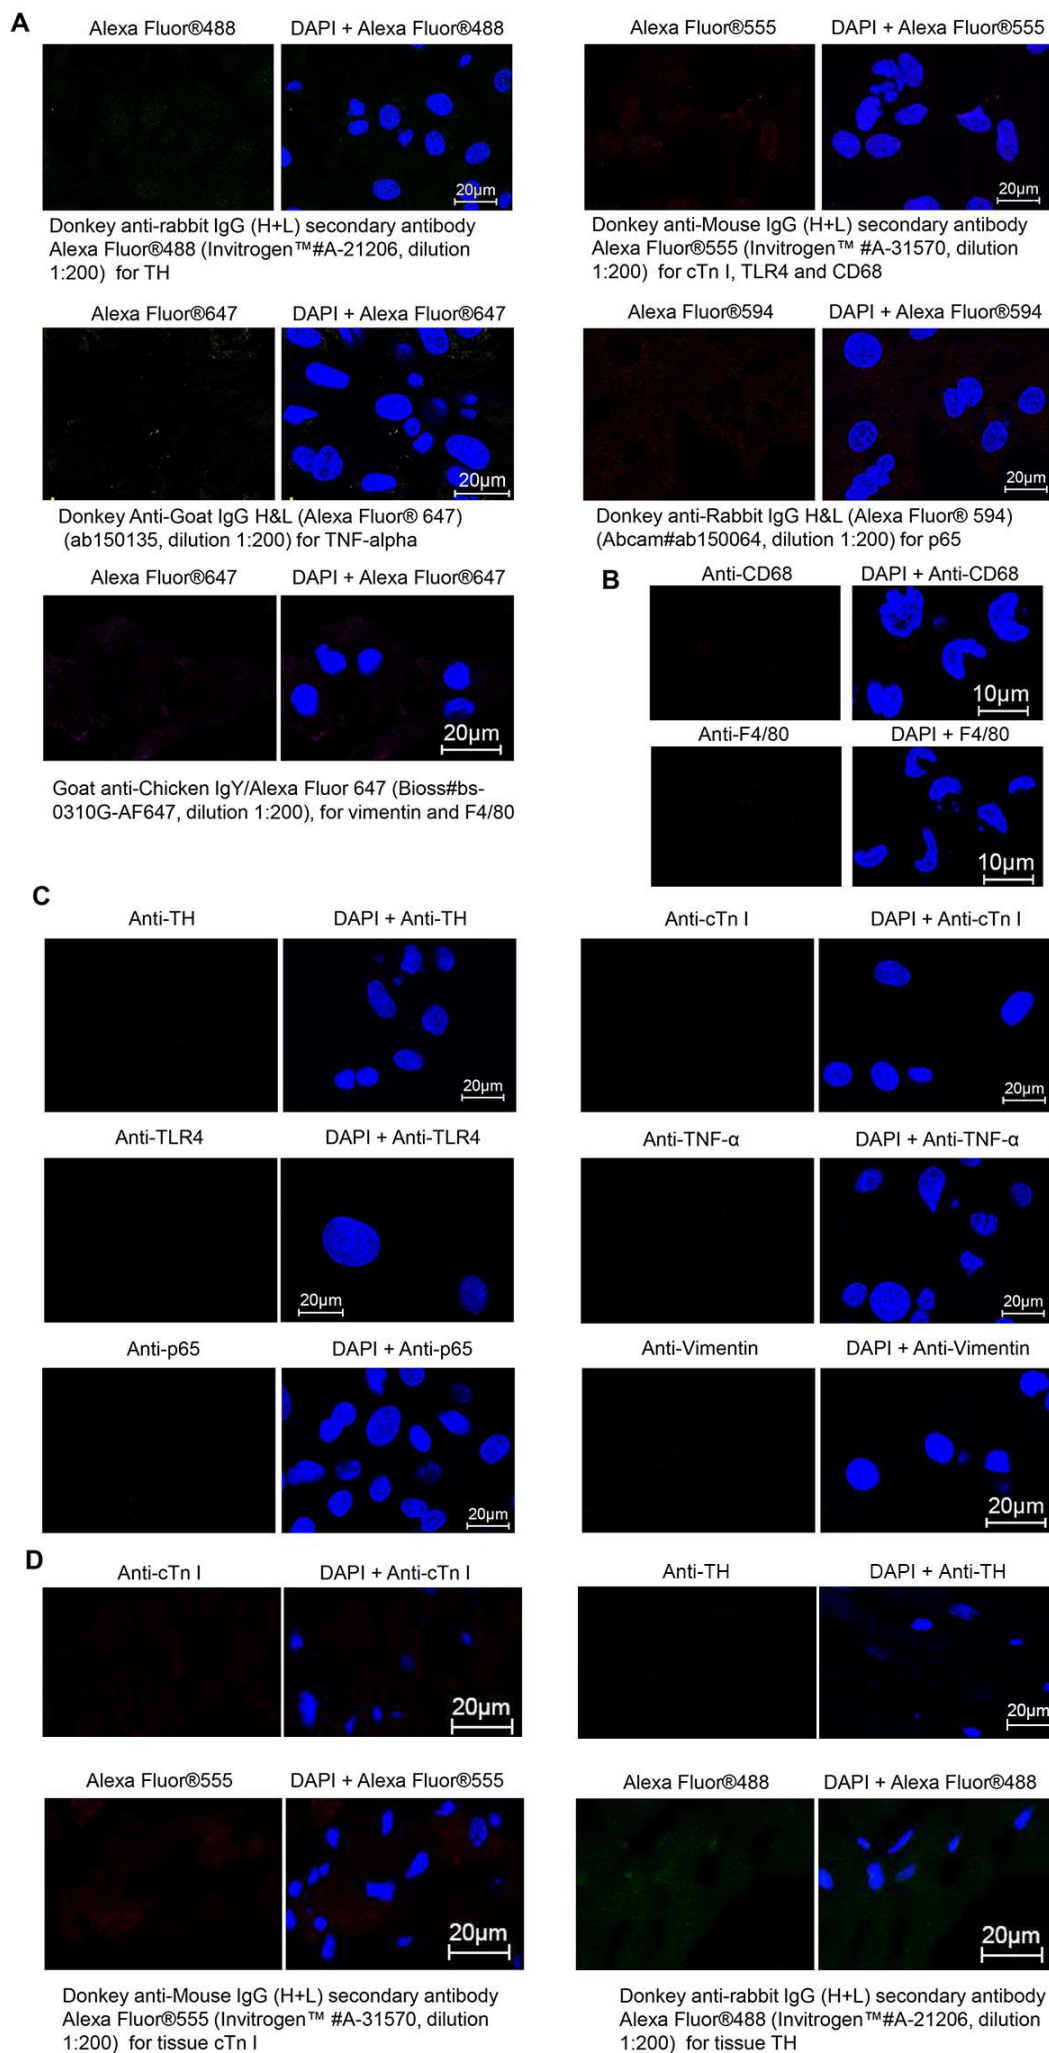 A
Alexa Fluor®488
DAPI + Alexa Fluor®488
20µm
Donkey anti-rabbit IgG (H+L) secondary antibody
Alexa Fluor®488 (Invitrogen™#A-21206, dilution
1:200) for TH
Alexa Fluor®555
DAPI + Alexa Fluor®555
20µm
Donkey anti-Mouse IgG (H+L) secondary antibody
Alexa Fluor®555 (Invitrogen™ #A-31570, dilution
1:200) for cTn I, TLR4 and CD68
Alexa Fluor®647
DAPI + Alexa Fluor®647
20µm
Donkey Anti-Goat IgG H&L (Alexa Fluor® 647)
(ab150135, dilution 1:200) for TNF-alpha
Alexa Fluor®594
DAPI + Alexa Fluor®594
20µm
Donkey anti-Rabbit IgG H&L (Alexa Fluor® 594)
(Abcam#ab150064, dilution 1:200) for p65
Alexa Fluor®647
DAPI + Alexa Fluor®647
20µm
Goat anti-Chicken IgY/Alexa Fluor 647 (Bioss#bs-
0310G-AF647, dilution 1:200), for vimentin and F4/80
B
Anti-CD68
DAPI + Anti-CD68
10µm
Anti-F4/80
DAPI + F4/80
10µm
C
Anti-TH
DAPI + Anti-TH
20µm
Anti-cTn I
DAPI + Anti-cTn I
20µm
Anti-TLR4
DAPI + Anti-TLR4
20µm
Anti-TNF-α
DAPI + Anti-TNF-α
20µm
Anti-p65
DAPI + Anti-p65
20µm
Anti-Vimentin
DAPI + Anti-Vimentin
20µm
D
Anti-cTn I
DAPI + Anti-cTn I
20µm
Anti-TH
DAPI + Anti-TH
20µm
Alexa Fluor®555
DAPI + Alexa Fluor®555
20µm
Donkey anti-Mouse IgG (H+L) secondary antibody
Alexa Fluor®555 (Invitrogen™ #A-31570, dilution
1:200) for tissue cTn I
Alexa Fluor®488
DAPI + Alexa Fluor®488
20µm
Donkey anti-rabbit IgG (H+L) secondary antibody
Alexa Fluor®488 (Invitrogen™#A-21206, dilution
1:200) for tissue TH